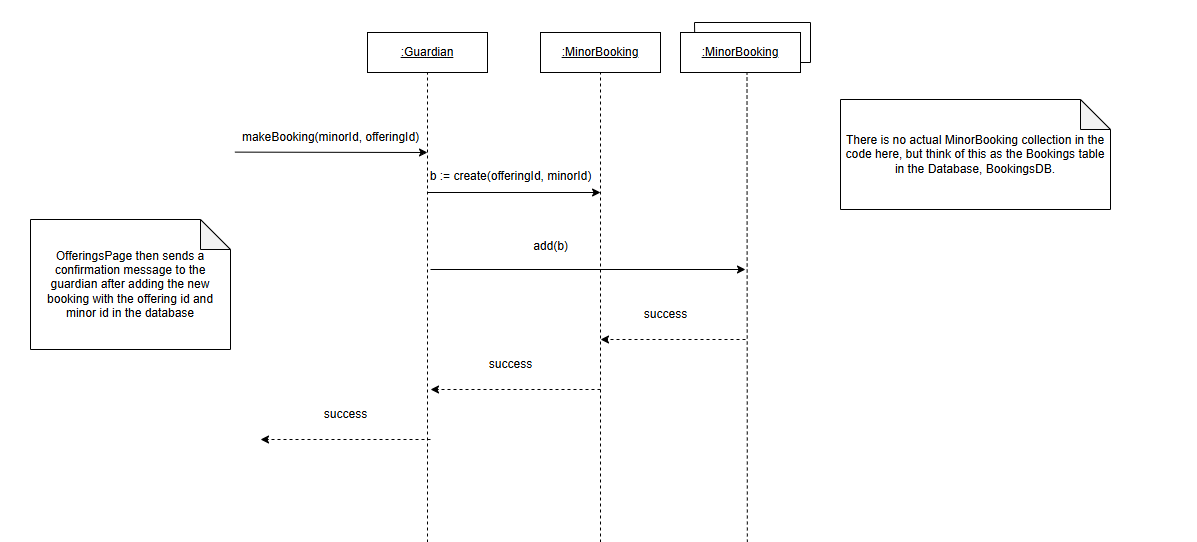 :Guardian
:MinorBooking
:MinorBooking
makeBooking(minorId, offeringId)
There is no actual MinorBooking collection in the
code here, but think of this as the Bookings table
in the Database, BookingsDB.
b := create(offeringId, minorId)
add(b)
OfferingsPage then sends a
confirmation message to the
guardian after adding the new
booking with the offering id and
minor id in the database
success
success
success